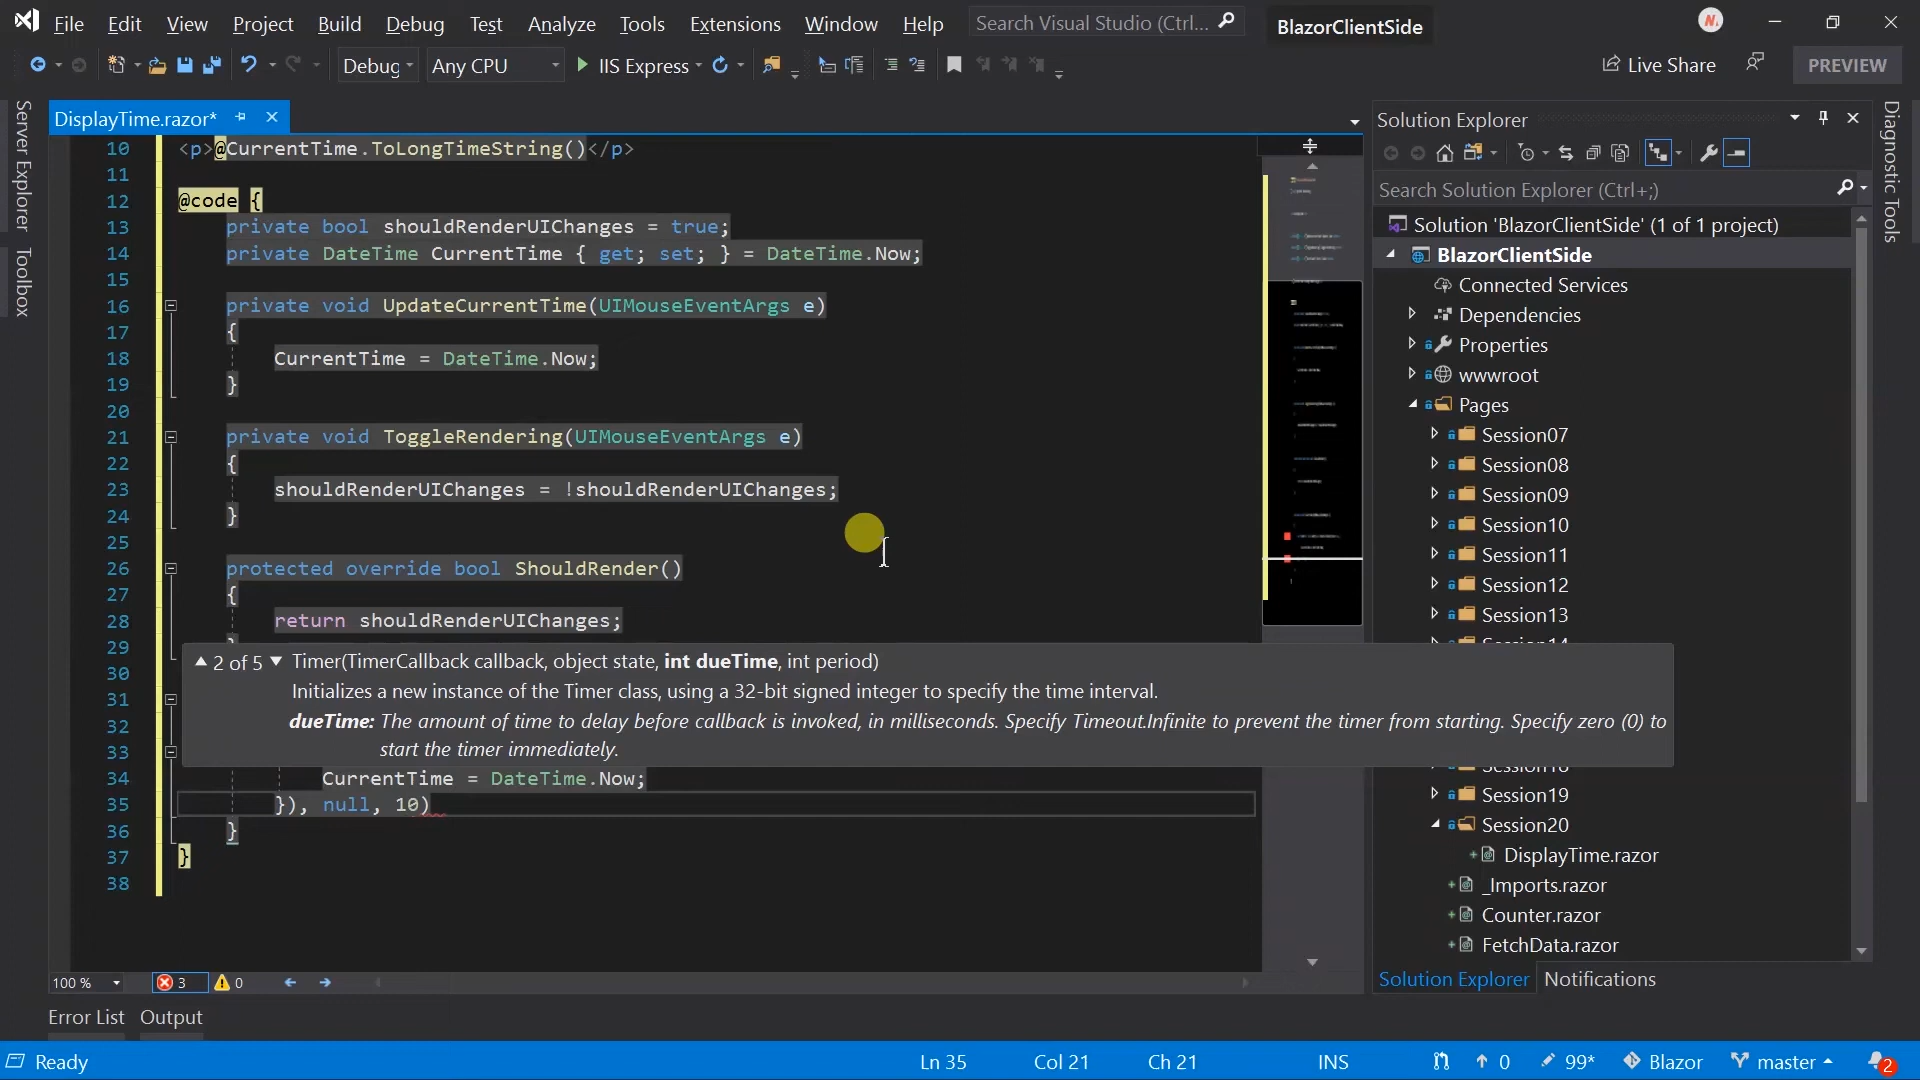 File Edit View Project Build Debug Test Analyze Tools Extensions Window Help Search Visual Studio (Ctrl... BlazorClientSide
Debug Any CPU IIS Express Live Share PREVIEW
Server Explorer
Toolbox
DisplayTime.razor*
10 <p>@CurrentTime.ToLongTimeString()</p>
11
12 @code {
13 private bool shouldRenderUIChanges = true;
14 private DateTime CurrentTime { get; set; } = DateTime.Now;
15
16 private void UpdateCurrentTime(UIMouseEventArgs e)
17 {
18 CurrentTime = DateTime.Now;
19 }
20
21 private void ToggleRendering(UIMouseEventArgs e)
22 {
23 shouldRenderUIChanges = !shouldRenderUIChanges;
24 }
25
26 protected override bool ShouldRender()
27 {
28 return shouldRenderUIChanges;
29
30
31
32
33
2 of 5 Timer(TimerCallback callback, object state, int dueTime, int period)
Initializes a new instance of the Timer class, using a 32-bit signed integer to specify the time interval.
dueTime: The amount of time to delay before callback is invoked, in milliseconds. Specify Timeout.Infinite to prevent the timer from starting. Specify zero (0) to
start the timer immediately.
34 CurrentTime = DateTime.Now;
35 }), null, 10)
36 }
37 }
38
100 % 3 0
Error List Output
Solution Explorer
Search Solution Explorer (Ctrl+;)
Solution 'BlazorClientSide' (1 of 1 project)
BlazorClientSide
Connected Services
Dependencies
Properties
wwwroot
Pages
Session07
Session08
Session09
Session10
Session11
Session12
Session13
Session19
Session20
DisplayTime.razor
_Imports.razor
Counter.razor
FetchData.razor
Solution Explorer Notifications
Diagnostic Tools
Ready Ln 35 Col 21 Ch 21 INS 0 99* Blazor master 2